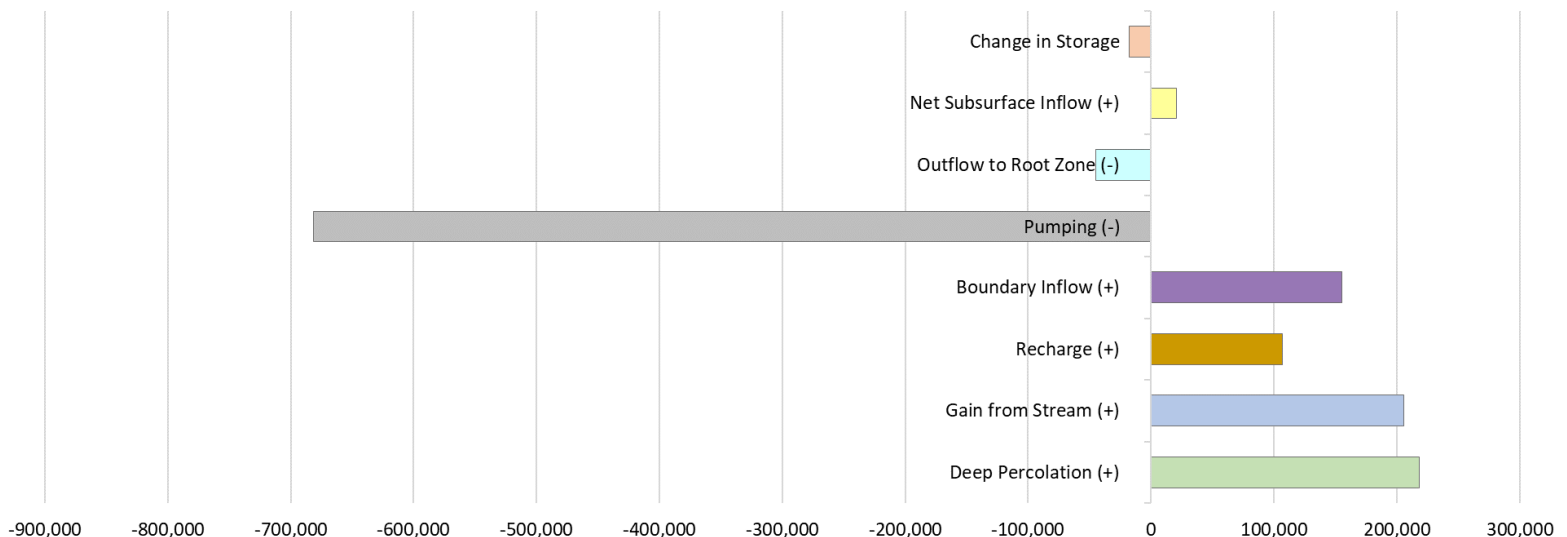 Change in Storage
Net Subsurface Inflow (+)
Outflow to Root Zone (-)
Pumping (-)
Boundary Inflow (+)
Recharge (+)
Gain from Stream (+)
Deep Percolation (+)
-900,000 -800,000 -700,000 -600,000 -500,000 -400,000 -300,000 -200,000 -100,000 0 100,000 200,000 300,000